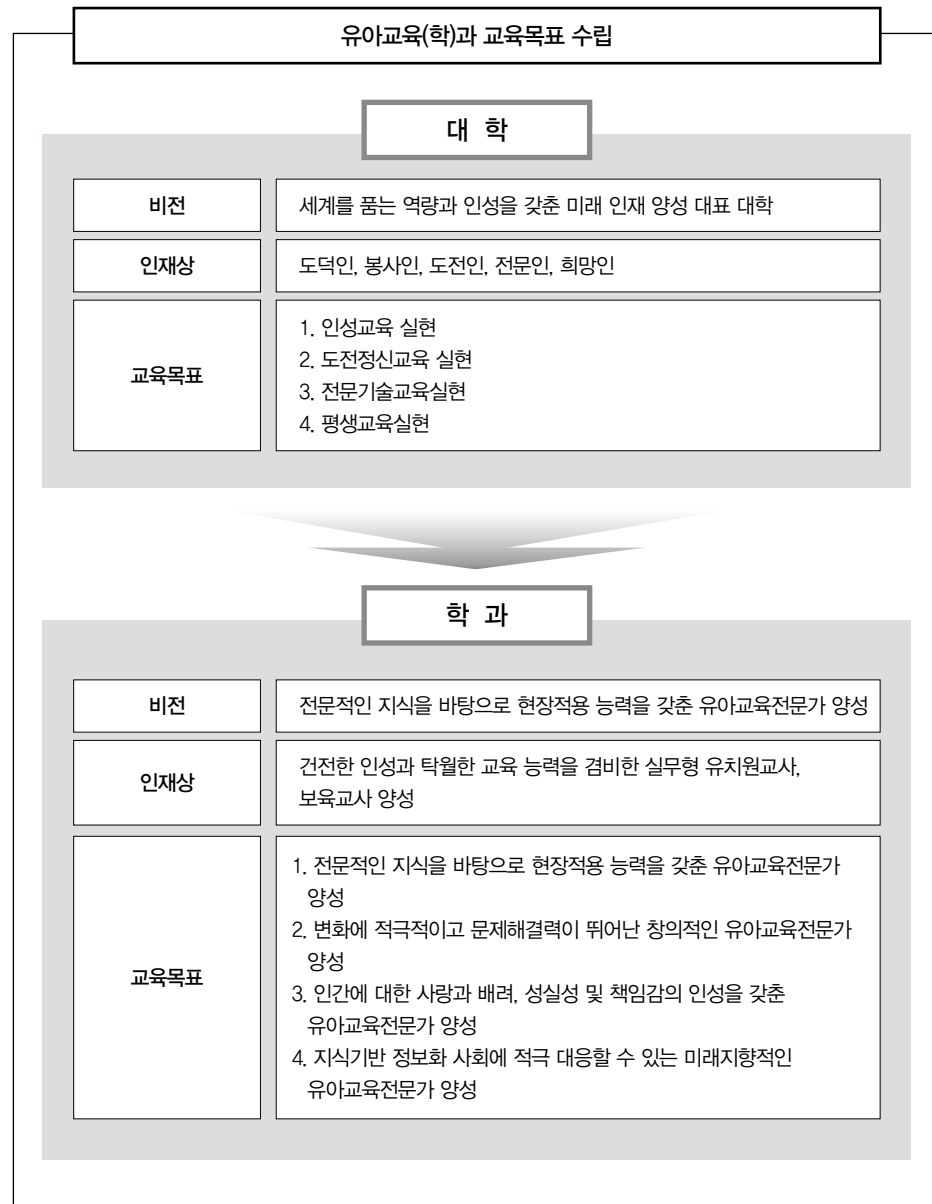 유아교육(학)과 교육목표 수립
대 학
비전
세계를 품는 역량과 인성을 갖춘 미래 인재 양성 대표 대학
인재상
도덕인, 봉사인, 도전인, 전문인, 희망인
교육목표
1. 인성교육 실현
2. 도전정신교육 실현
3. 전문기술교육실현
4. 평생교육실현
학 과
비전
전문적인 지식을 바탕으로 현장적용 능력을 갖춘 유아교육전문가 양성
인재상
건전한 인성과 탁월한 교육 능력을 겸비한 실무형 유치원교사,
보육교사 양성
교육목표
1. 전문적인 지식을 바탕으로 현장적용 능력을 갖춘 유아교육전문가
양성
2. 변화에 적극적이고 문제해결력이 뛰어난 창의적인 유아교육전문가
양성
3. 인간에 대한 사랑과 배려, 성실성 및 책임감의 인성을 갖춘
유아교육전문가 양성
4. 지식기반 정보화 사회에 적극 대응할 수 있는 미래지향적인
유아교육전문가 양성